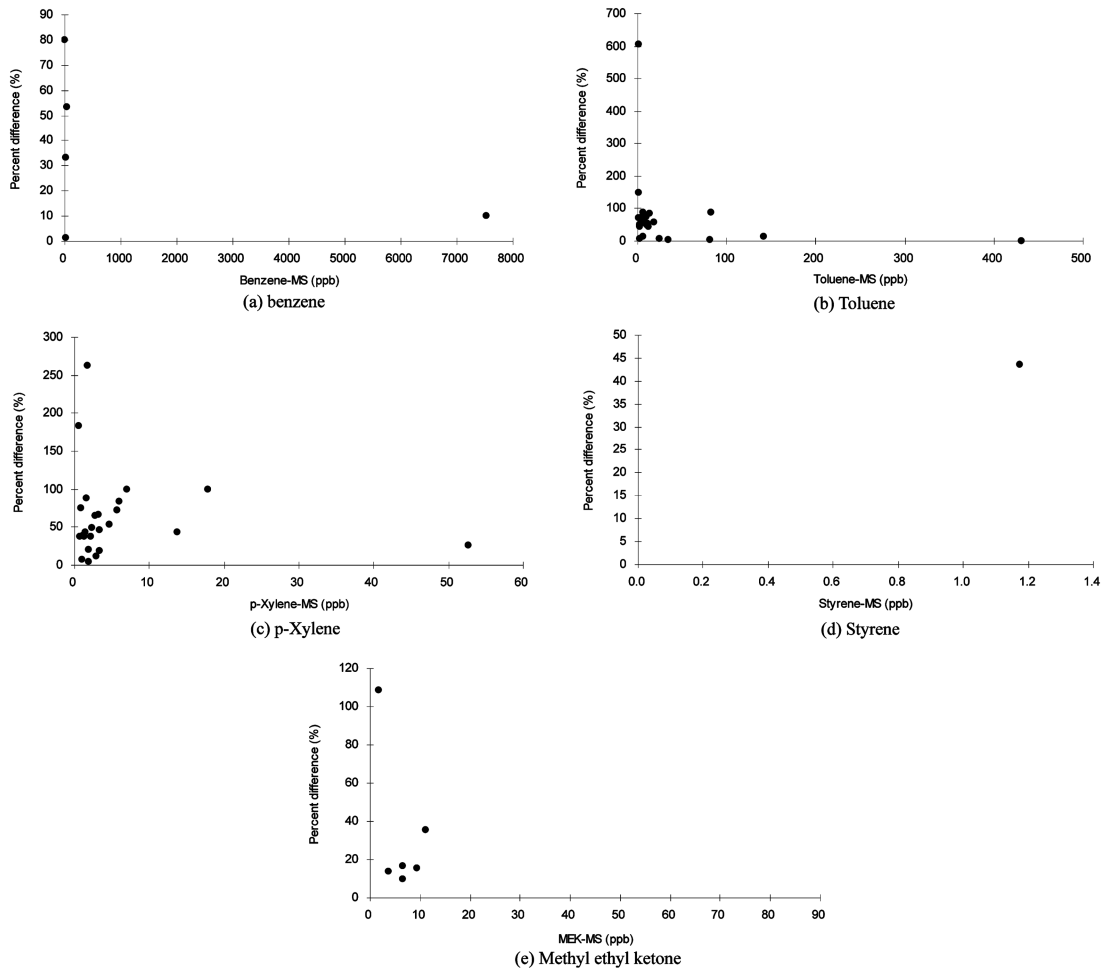 90
80
70
60
50
40
30
20
10
0
Percent difference (%)
0 1000 2000 3000 4000 5000 6000 7000 8000
Benzene-MS (ppb)
(a) benzene
700
600
500
400
300
200
100
0
Percent difference (%)
0 100 200 300 400 500
Toluene-MS (ppb)
(b) Toluene
300
250
200
150
100
50
0
Percent difference (%)
0 10 20 30 40 50 60
p-Xylene-MS (ppb)
(c) p-Xylene
50
45
40
35
30
25
20
15
10
5
0
Percent difference (%)
0.0 0.2 0.4 0.6 0.8 1.0 1.2 1.4
Styrene-MS (ppb)
(d) Styrene
120
100
80
60
40
20
0
Percent difference (%)
0 10 20 30 40 50 60 70 80 90
MEK-MS (ppb)
(e) Methyl ethyl ketone